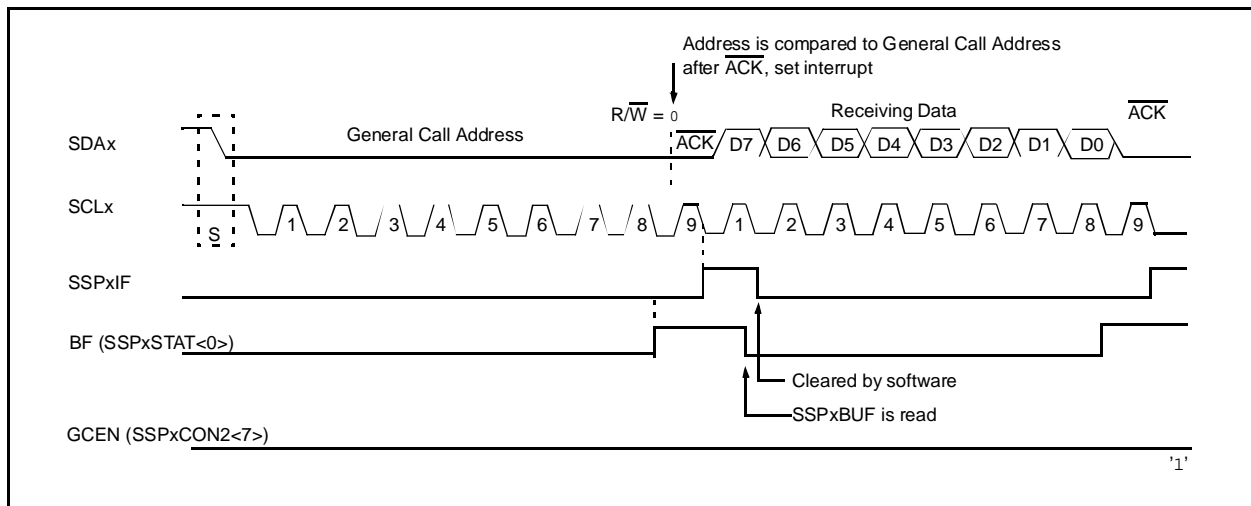 Address is compared to General Call Address
after ACK, set interrupt
R/W = 0
Receiving Data
ACK
General Call Address
SDAx
ACK D7 D6 D5 D4 D3 D2 D1 D0
SCLx
S
1 2 3 4 5 6 7 8 9 1 2 3 4 5 6 7 8 9
SSPxIF
BF (SSPxSTAT<0>)
Cleared by software
SSPxBUF is read
GCEN (SSPxCON2<7>)
'1'